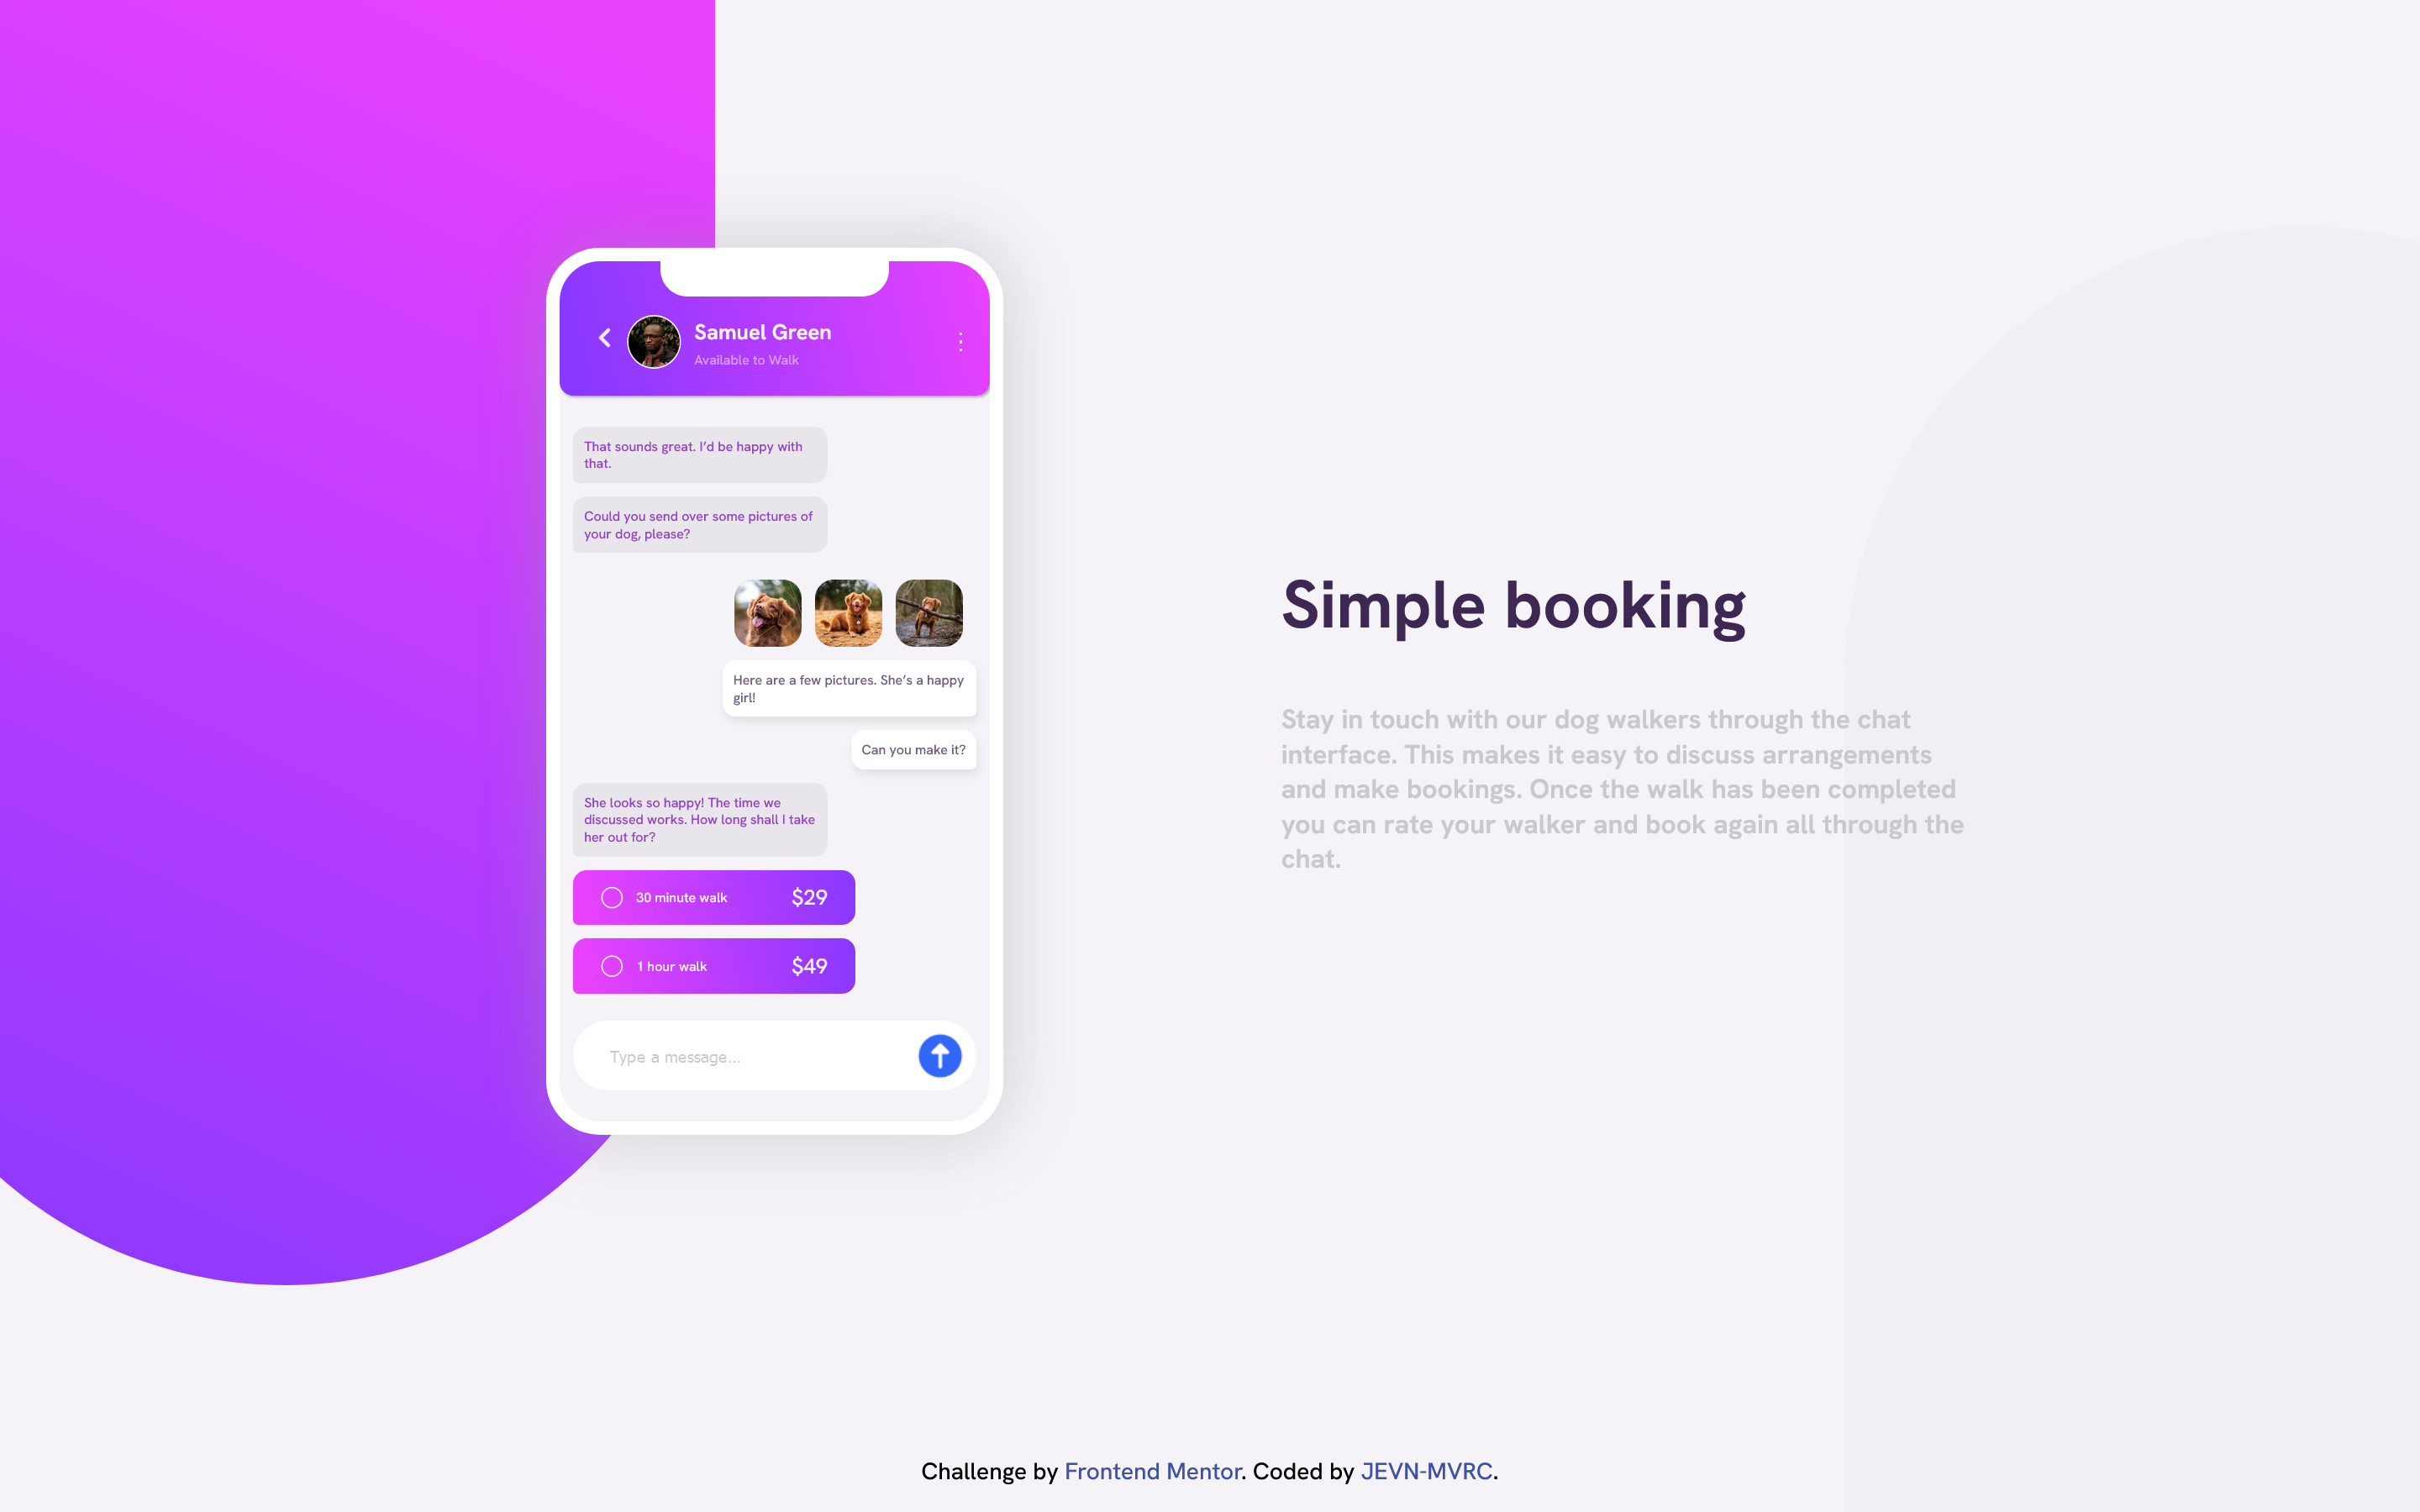 Samuel Green
Available to Walk
That sounds great. I’d be happy with
that.
Could you send over some pictures of
your dog, please?
Here are a few pictures. She’s a happy
girl!
Can you make it?
She looks so happy! The time we
discussed works. How long shall I take
her out for?
30 minute walk $29
1 hour walk $49
Type a message...
Simple booking
Stay in touch with our dog walkers through the chat
interface. This makes it easy to discuss arrangements
and make bookings. Once the walk has been completed
you can rate your walker and book again all through the
chat.
Challenge by Frontend Mentor. Coded by JEVN-MVRC.